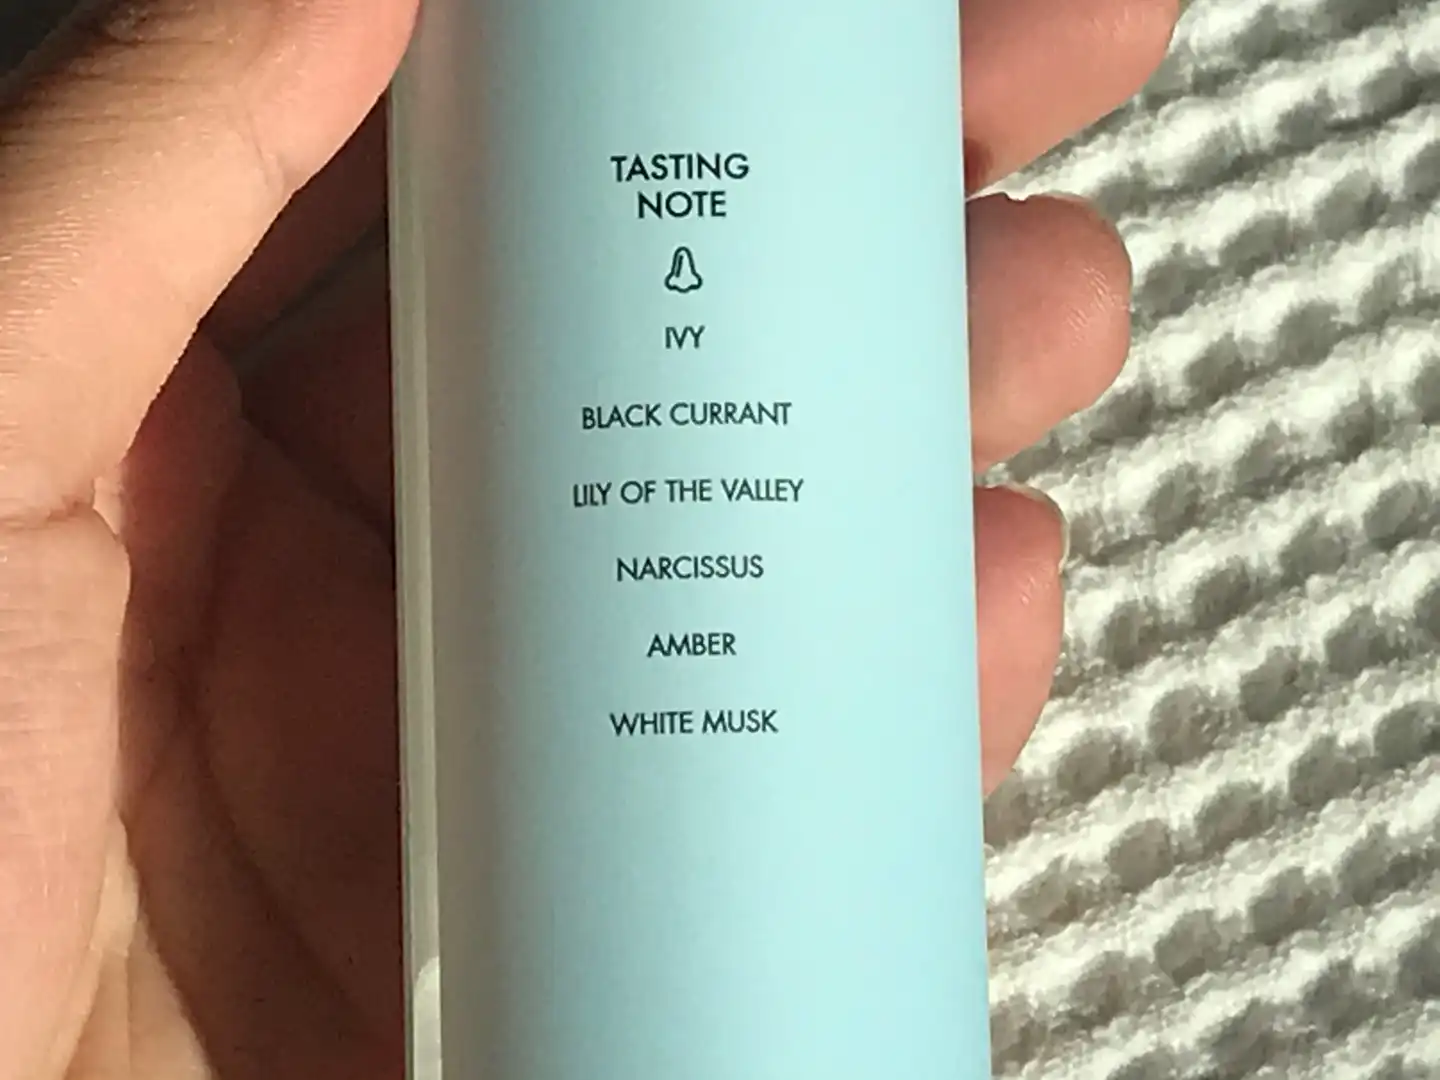 TASTING
NOTE
IVY
BLACK CURRANT
LILY OF THE VALLEY
NARCISSUS
AMBER
WHITE MUSK